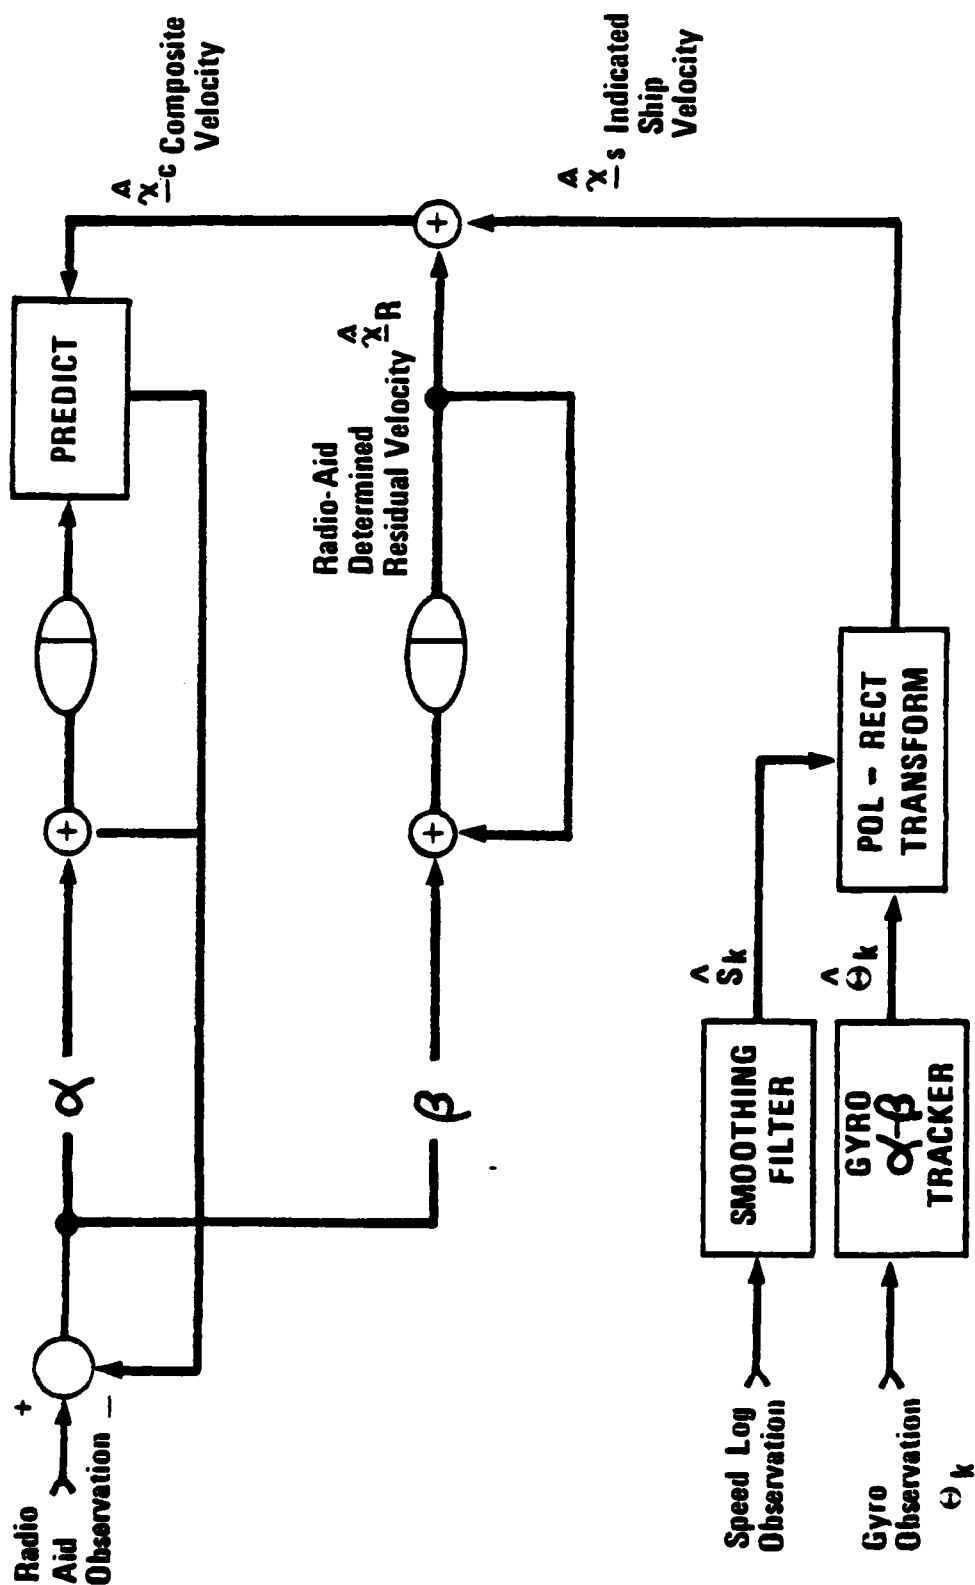 Radio
Aid
Observation
+
−
α
+
PREDICT
x̂c Composite
Velocity
β
+
Radio-Aid
Determined
Residual Velocity x̂R
+
x̂s Indicated
Ship
Velocity
Speed Log
Observation
SMOOTHING
FILTER
Ŝk
Gyro
Observation
Θk
GYRO
α-β
TRACKER
Θ̂k
POL - RECT
TRANSFORM